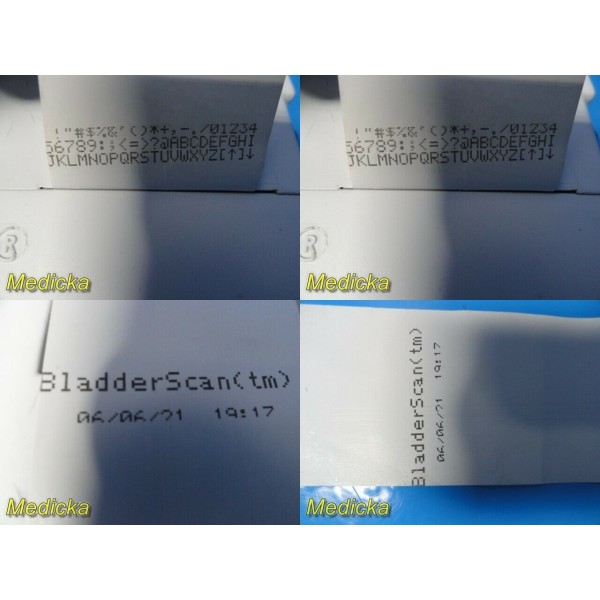 !"#$%&'()*+,-./01234
56789:;<=>?@ABCDEFGHI
JKLMNOPQRSTUVWXYZ[↑]↓
R
Medicka
!"#$%&'()*+,-./01234
56789:;<=>?@ABCDEFGHI
JKLMNOPQRSTUVWXYZ[↑]↓
R
Medicka
BladderScan(tm)
06/06/21 19:17
Medicka
BladderScan(tm)
06/06/21 19:17
Medicka